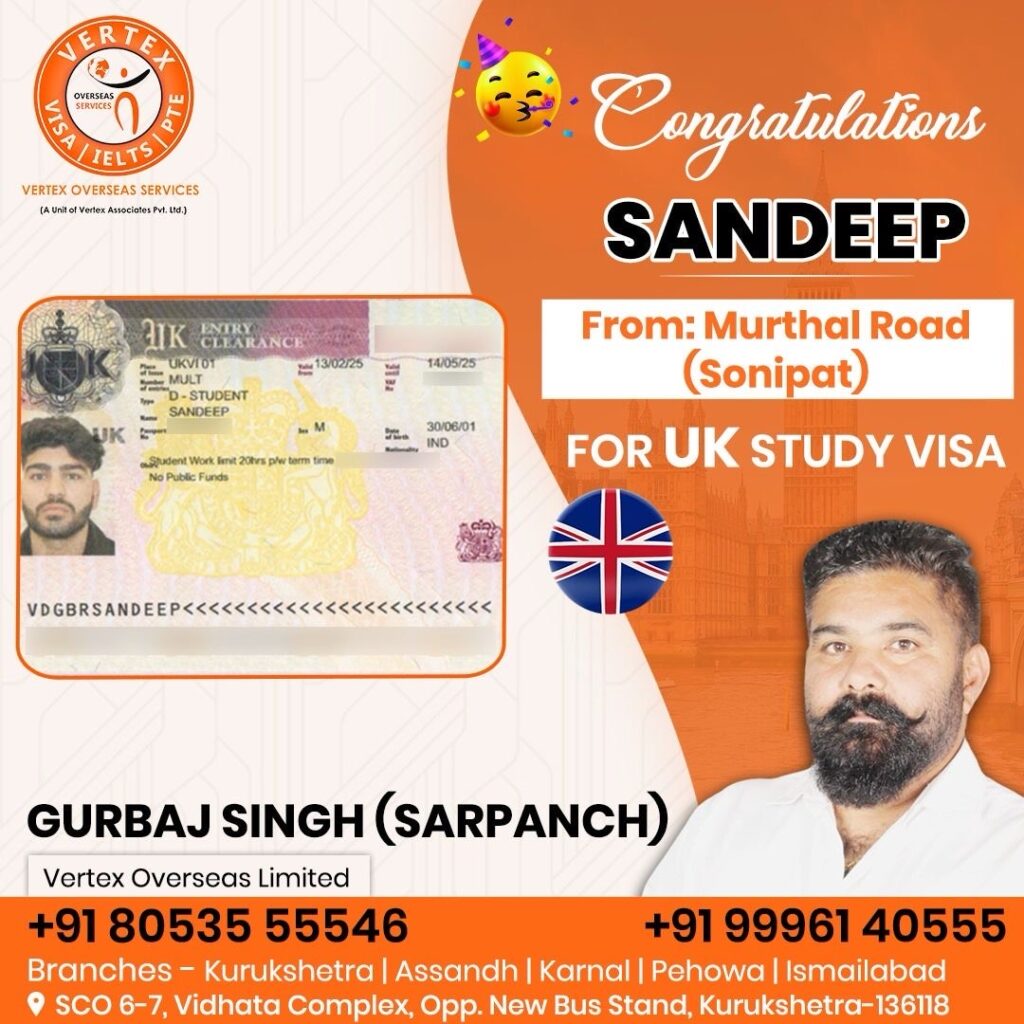 VERTEX
OVERSEAS
SERVICES
VISA | IELTS | PTE
VERTEX OVERSEAS SERVICES
(A Unit of Vertex Associates Pvt. Ltd.)
Congratulations
SANDEEP
From: Murthal Road
(Sonipat)
FOR UK STUDY VISA
UK ENTRY
CLEARANCE
Place of issue UKVI 01 Valid from 13/02/25 Valid until 14/05/25
Number of entries MULT VAF No
Type D - STUDENT
Name SANDEEP
Passport No Sex M Date of birth 30/06/01
Nationality IND
UK
Student Work limit 20hrs p/w term time
No Public Funds
VDGBRSANDEEP<<<<<<<<<<<<<<<<<<<<<<<<
GURBAJ SINGH (SARPANCH)
Vertex Overseas Limited
+91 80535 55546 +91 99961 40555
Branches - Kurukshetra | Assandh | Karnal | Pehowa | Ismailabad
SCO 6-7, Vidhata Complex, Opp. New Bus Stand, Kurukshetra-136118